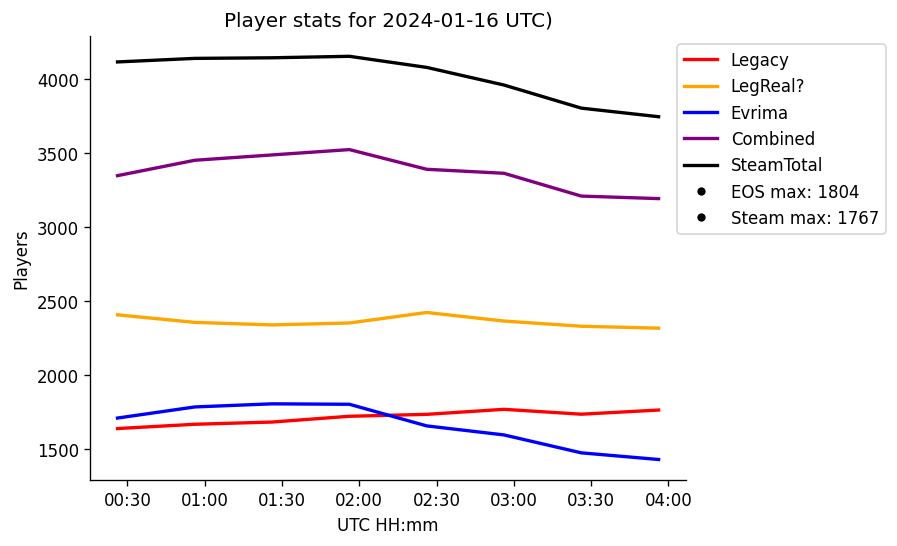 Player stats for 2024-01-16 UTC)
Legacy
LegReal?
Evrima
Combined
SteamTotal
EOS max: 1804
Steam max: 1767
Players
4000
3500
3000
2500
2000
1500
00:30 01:00 01:30 02:00 02:30 03:00 03:30 04:00
UTC HH:mm